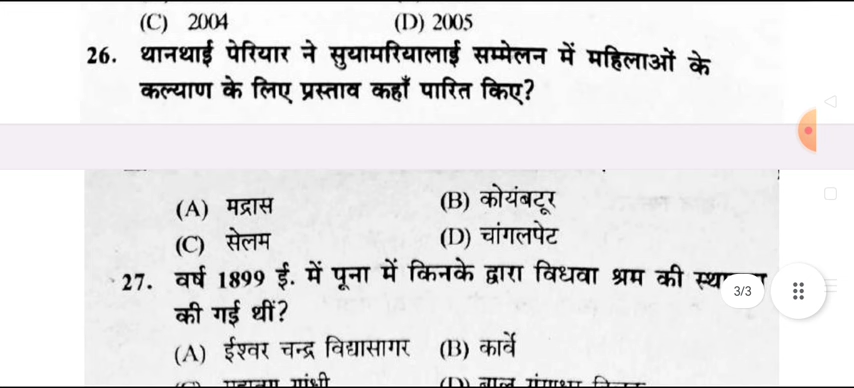 (C) 2004 (D) 2005
26. थानथाई पेरियार ने सुयामरियालाई सम्मेलन में महिलाओं के
कल्याण के लिए प्रस्ताव कहाँ पारित किए?
(A) मद्रास (B) कोयंबटूर
(C) सेलम (D) चांगलपेट
27. वर्ष 1899 ई. में पूना में किनके द्वारा विधवा श्रम की
3/3
की गई थीं?
(A) ईश्वर चन्द्र विद्यासागर (B) कार्वे